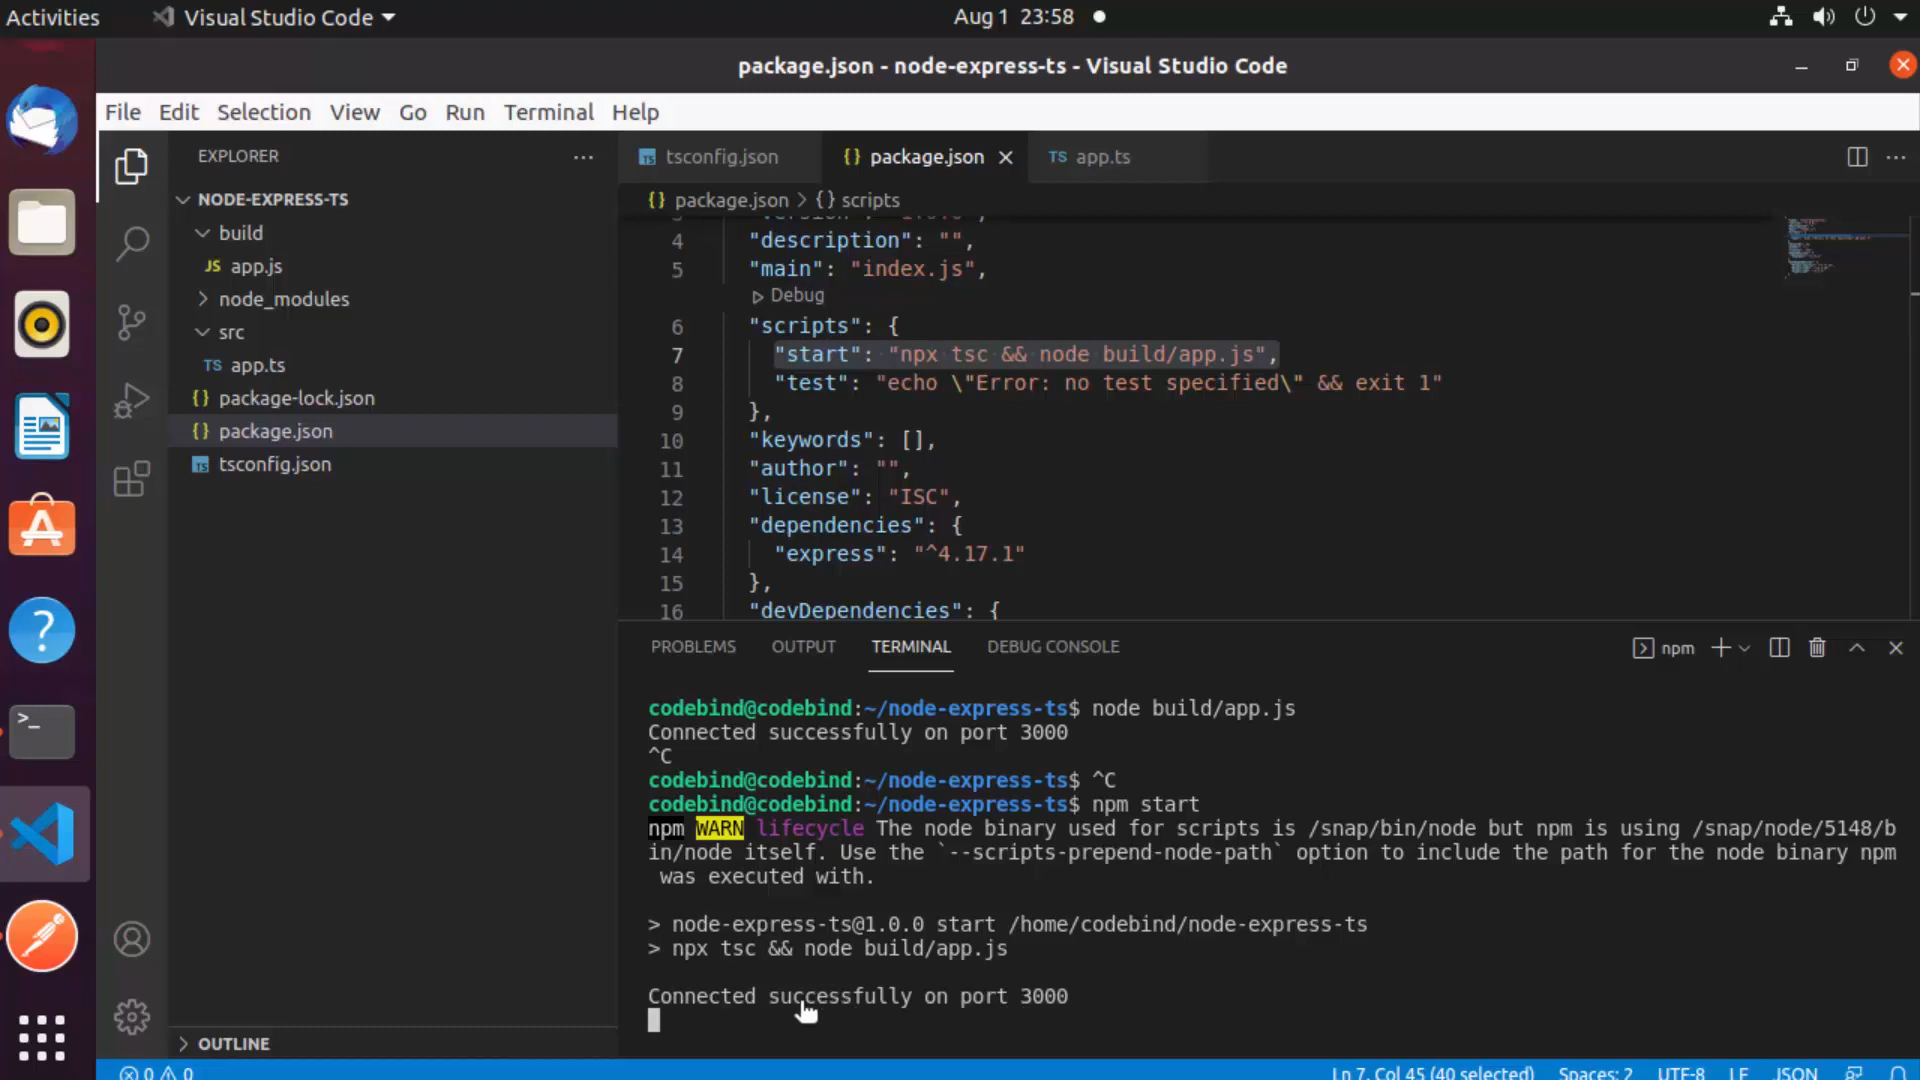 Activities
Visual Studio Code
Aug 1 23:58
package.json - node-express-ts - Visual Studio Code
File Edit Selection View Go Run Terminal Help
EXPLORER
NODE-EXPRESS-TS
build
JS app.js
node_modules
src
TS app.ts
{} package-lock.json
{} package.json
TS tsconfig.json
OUTLINE
TS tsconfig.json
{} package.json
TS app.ts
{} package.json > {} scripts
4 "description": "",
5 "main": "index.js",
Debug
6 "scripts": {
7 "start": "npx tsc && node build/app.js",
8 "test": "echo \"Error: no test specified\" && exit 1"
9 },
10 "keywords": [],
11 "author": "",
12 "license": "ISC",
13 "dependencies": {
14 "express": "^4.17.1"
15 },
16 "devDependencies": {
PROBLEMS OUTPUT TERMINAL DEBUG CONSOLE
npm
codebind@codebind:~/node-express-ts$ node build/app.js
Connected successfully on port 3000
^C
codebind@codebind:~/node-express-ts$ ^C
codebind@codebind:~/node-express-ts$ npm start
npm WARN lifecycle The node binary used for scripts is /snap/bin/node but npm is using /snap/node/5148/b
in/node itself. Use the `--scripts-prepend-node-path` option to include the path for the node binary npm
was executed with.
> node-express-ts@1.0.0 start /home/codebind/node-express-ts
> npx tsc && node build/app.js
Connected successfully on port 3000
0 0
Ln 7, Col 45 (40 selected) Spaces: 2 UTF-8 LF JSON